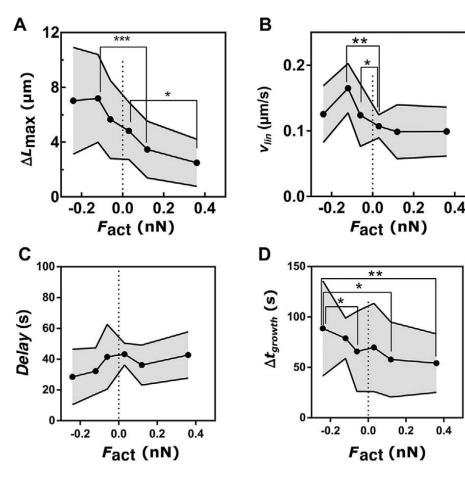 A
B
12
***
*
8
4
0
ΔLmax (μm)
-0.2 0.0 0.2 0.4
Fact (nN)
0.2
**
*
0.1
0.0
vlin (μm/s)
-0.2 0.0 0.2 0.4
Fact (nN)
C
D
100
80
60
40
20
0
Delay (s)
-0.2 0.0 0.2 0.4
Fact (nN)
150
**
*
*
100
50
0
Δtgrowth (s)
-0.2 0.0 0.2 0.4
Fact (nN)